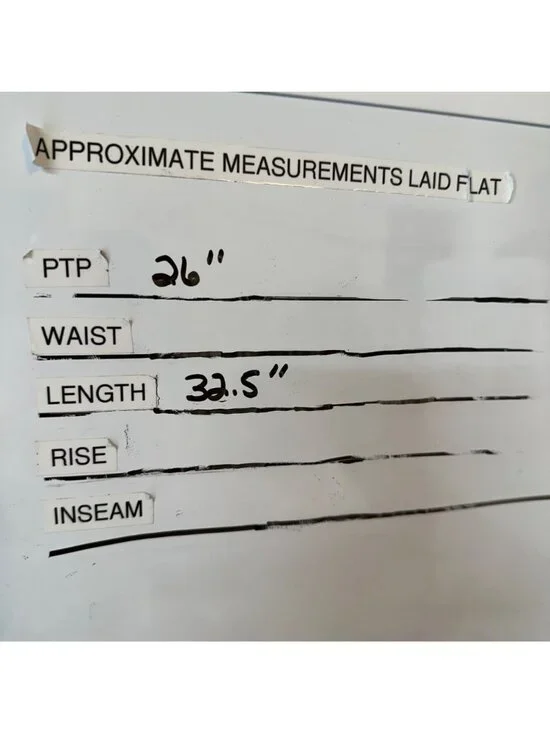 APPROXIMATE MEASUREMENTS LAID FLAT
PTP 26"
WAIST
LENGTH 32.5"
RISE
INSEAM